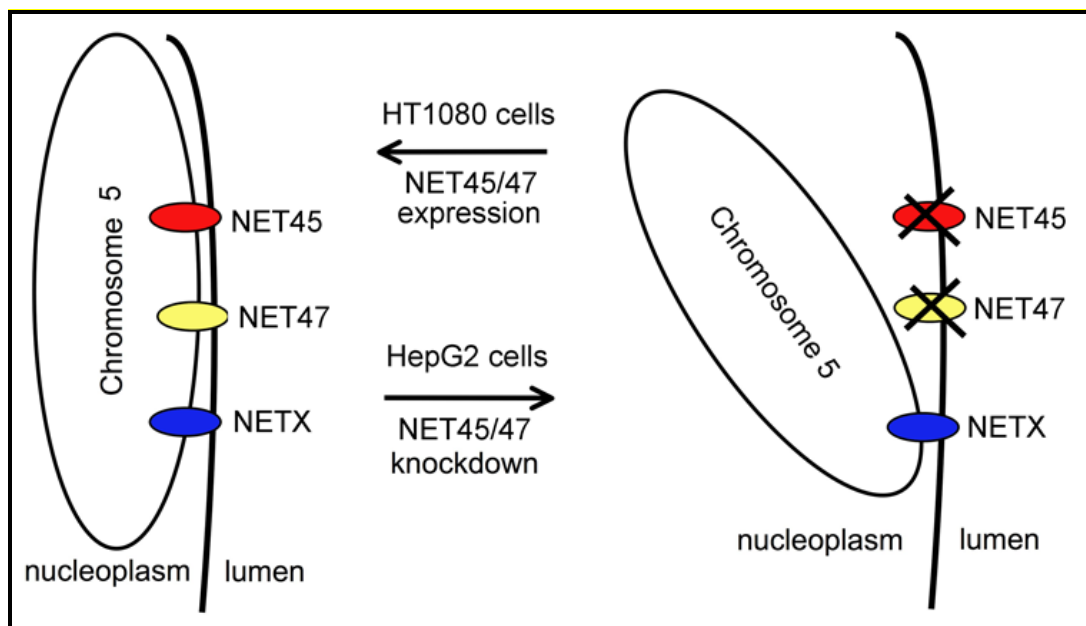 Chromosome 5
NET45
NET47
NETX
nucleoplasm
lumen
HT1080 cells
NET45/47
expression
HepG2 cells
NET45/47
knockdown
Chromosome 5
NET45
NET47
NETX
nucleoplasm
lumen